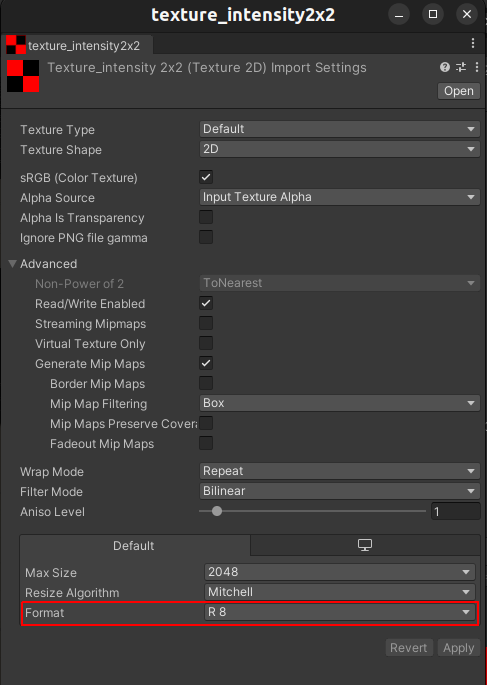 texture_intensity2x2
texture_intensity2x2
Texture_intensity 2x2 (Texture 2D) Import Settings
Open
Texture Type Default
Texture Shape 2D
sRGB (Color Texture)
Alpha Source Input Texture Alpha
Alpha Is Transparency
Ignore PNG file gamma
Advanced
Non-Power of 2 ToNearest
Read/Write Enabled
Streaming Mipmaps
Virtual Texture Only
Generate Mip Maps
Border Mip Maps
Mip Map Filtering Box
Mip Maps Preserve Covera
Fadeout Mip Maps
Wrap Mode Repeat
Filter Mode Bilinear
Aniso Level 1
Default
Max Size 2048
Resize Algorithm Mitchell
Format R 8
Revert Apply